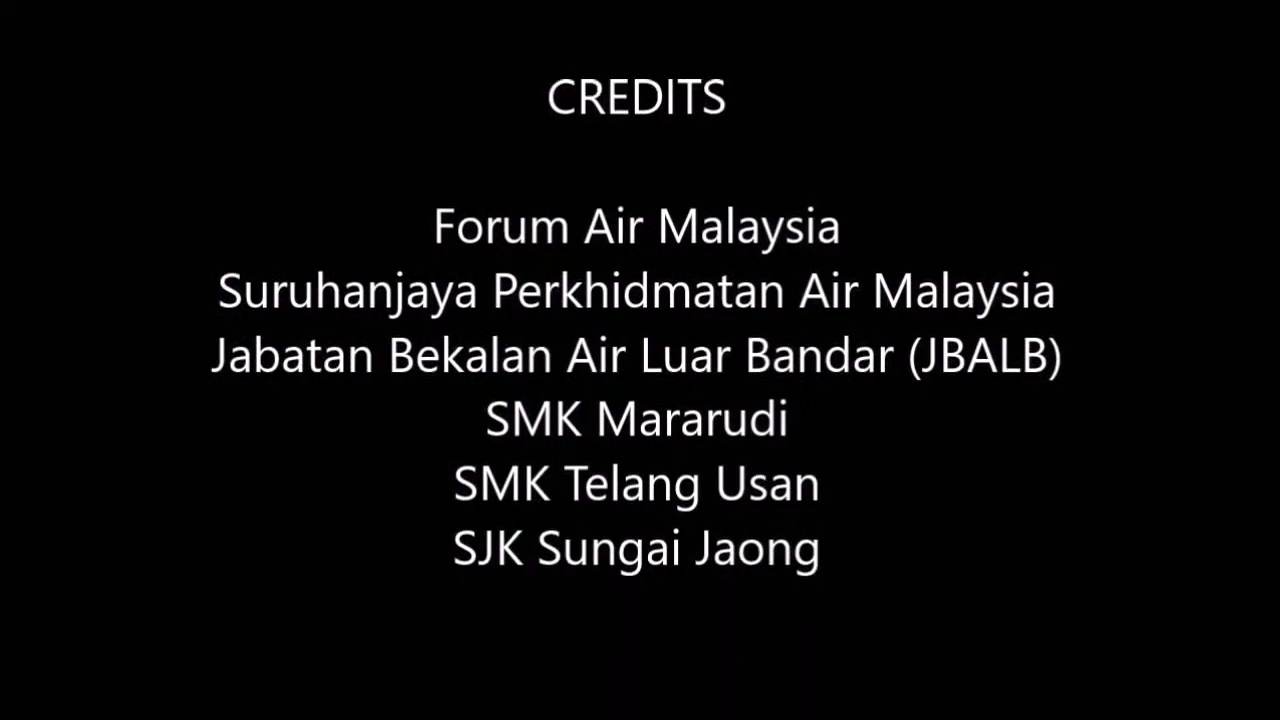 CREDITS
Forum Air Malaysia
Suruhanjaya Perkhidmatan Air Malaysia
Jabatan Bekalan Air Luar Bandar (JBALB)
SMK Mararudi
SMK Telang Usan
SJK Sungai Jaong